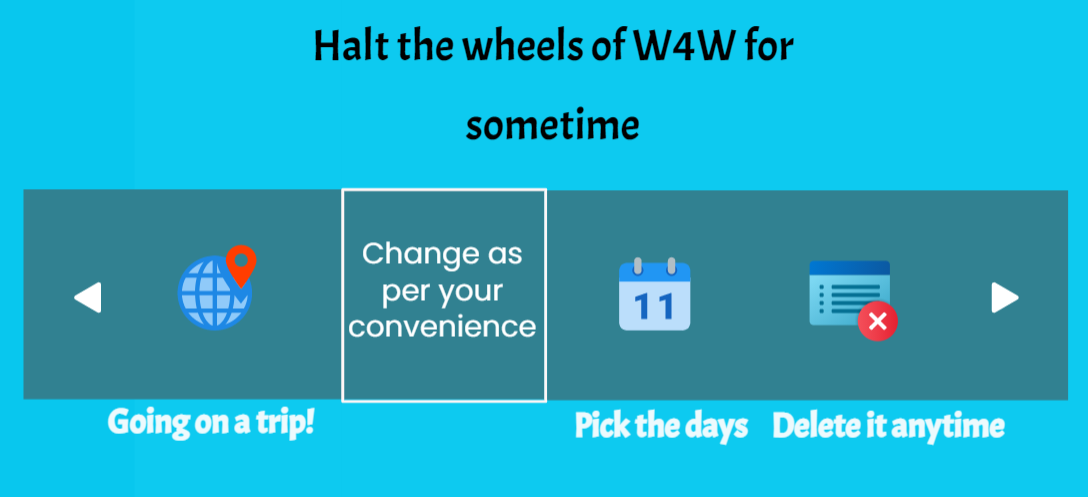 Halt the wheels of W4W for
sometime
Change as
per your
convenience
11
Going on a trip!
Pick the days
Delete it anytime